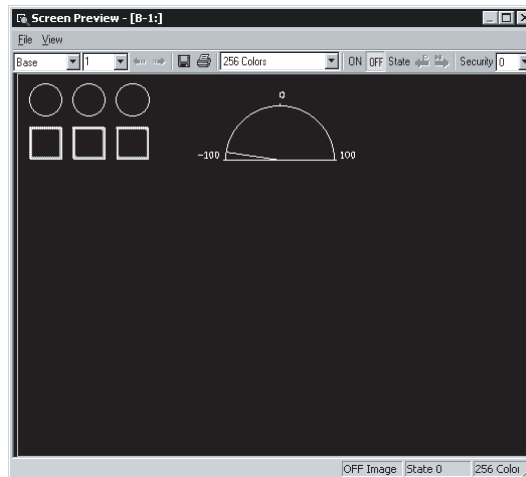 Screen Preview - [B-1:]
File View
Base 1 256 Colors ON OFF State Security 0
0
-100 100
OFF Image State 0 256 Color